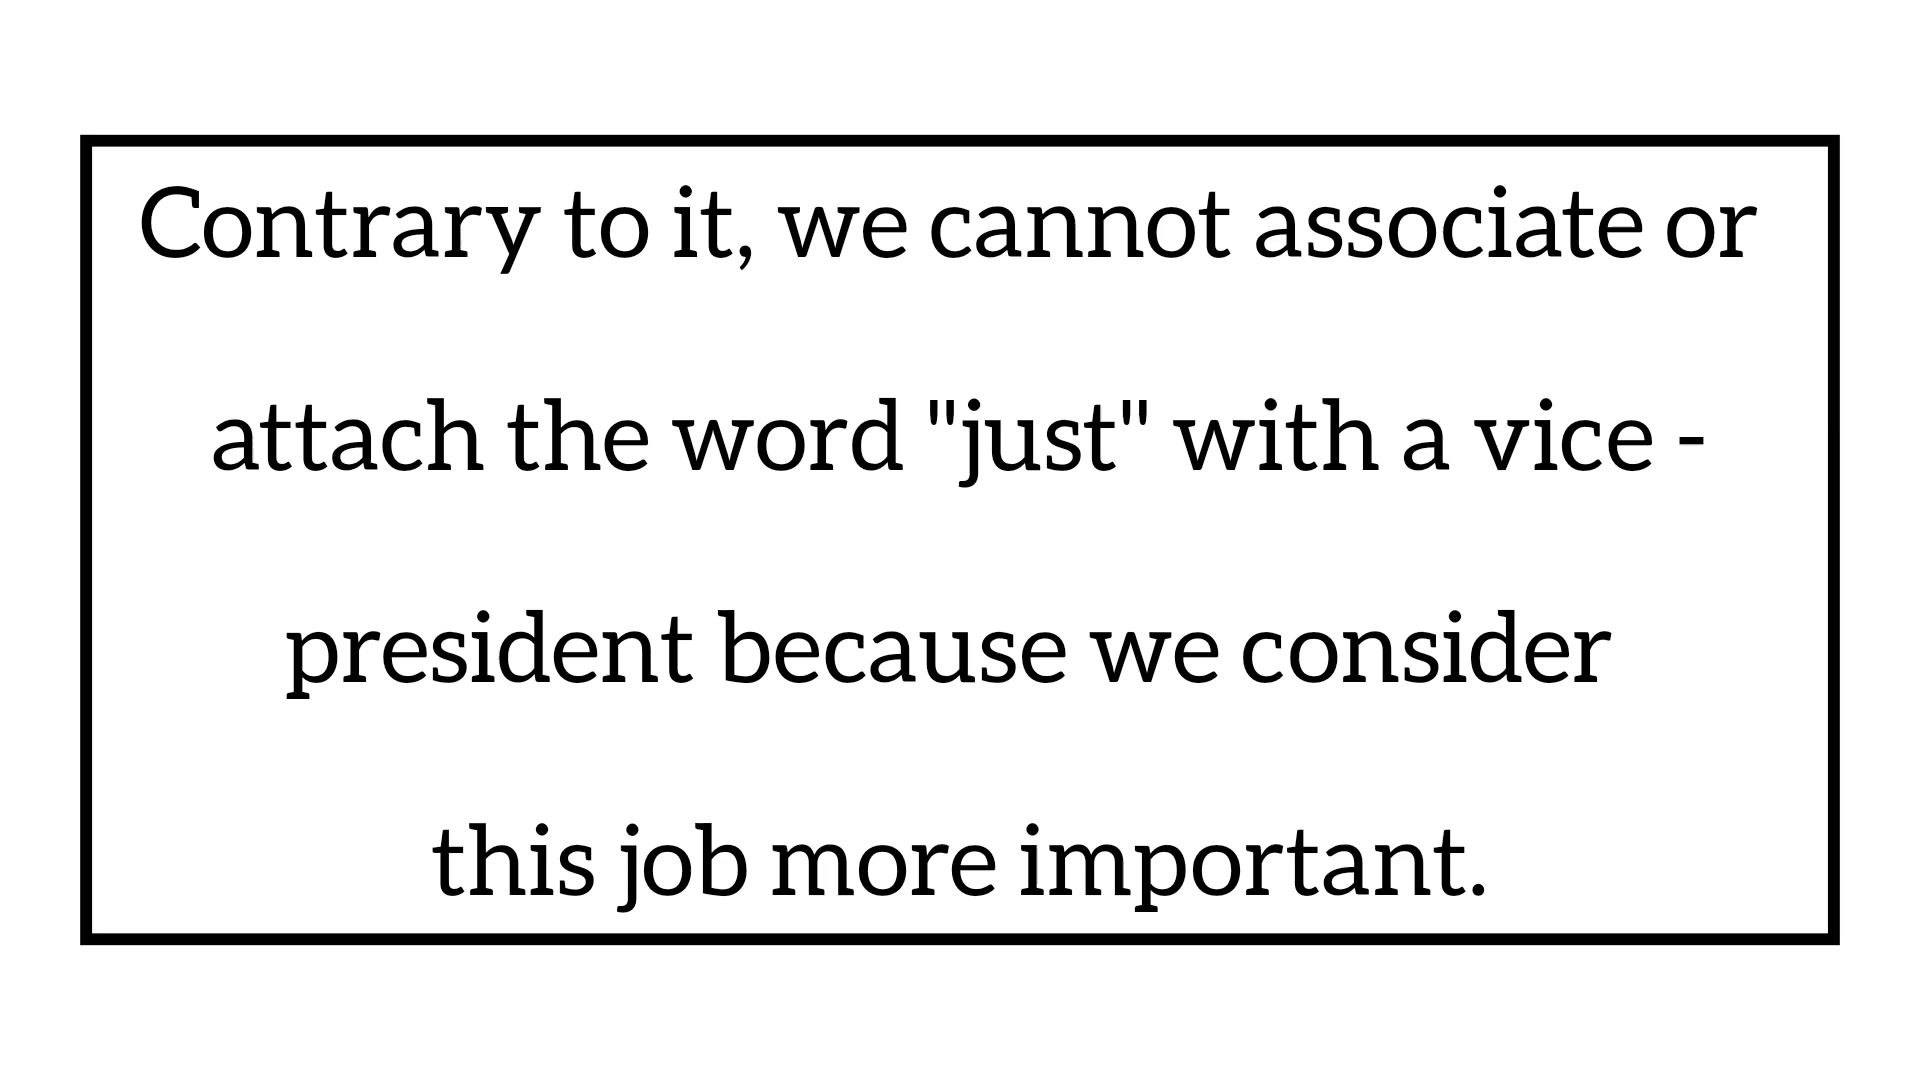 Contrary to it, we cannot associate or
attach the word "just" with a vice -
president because we consider
this job more important.